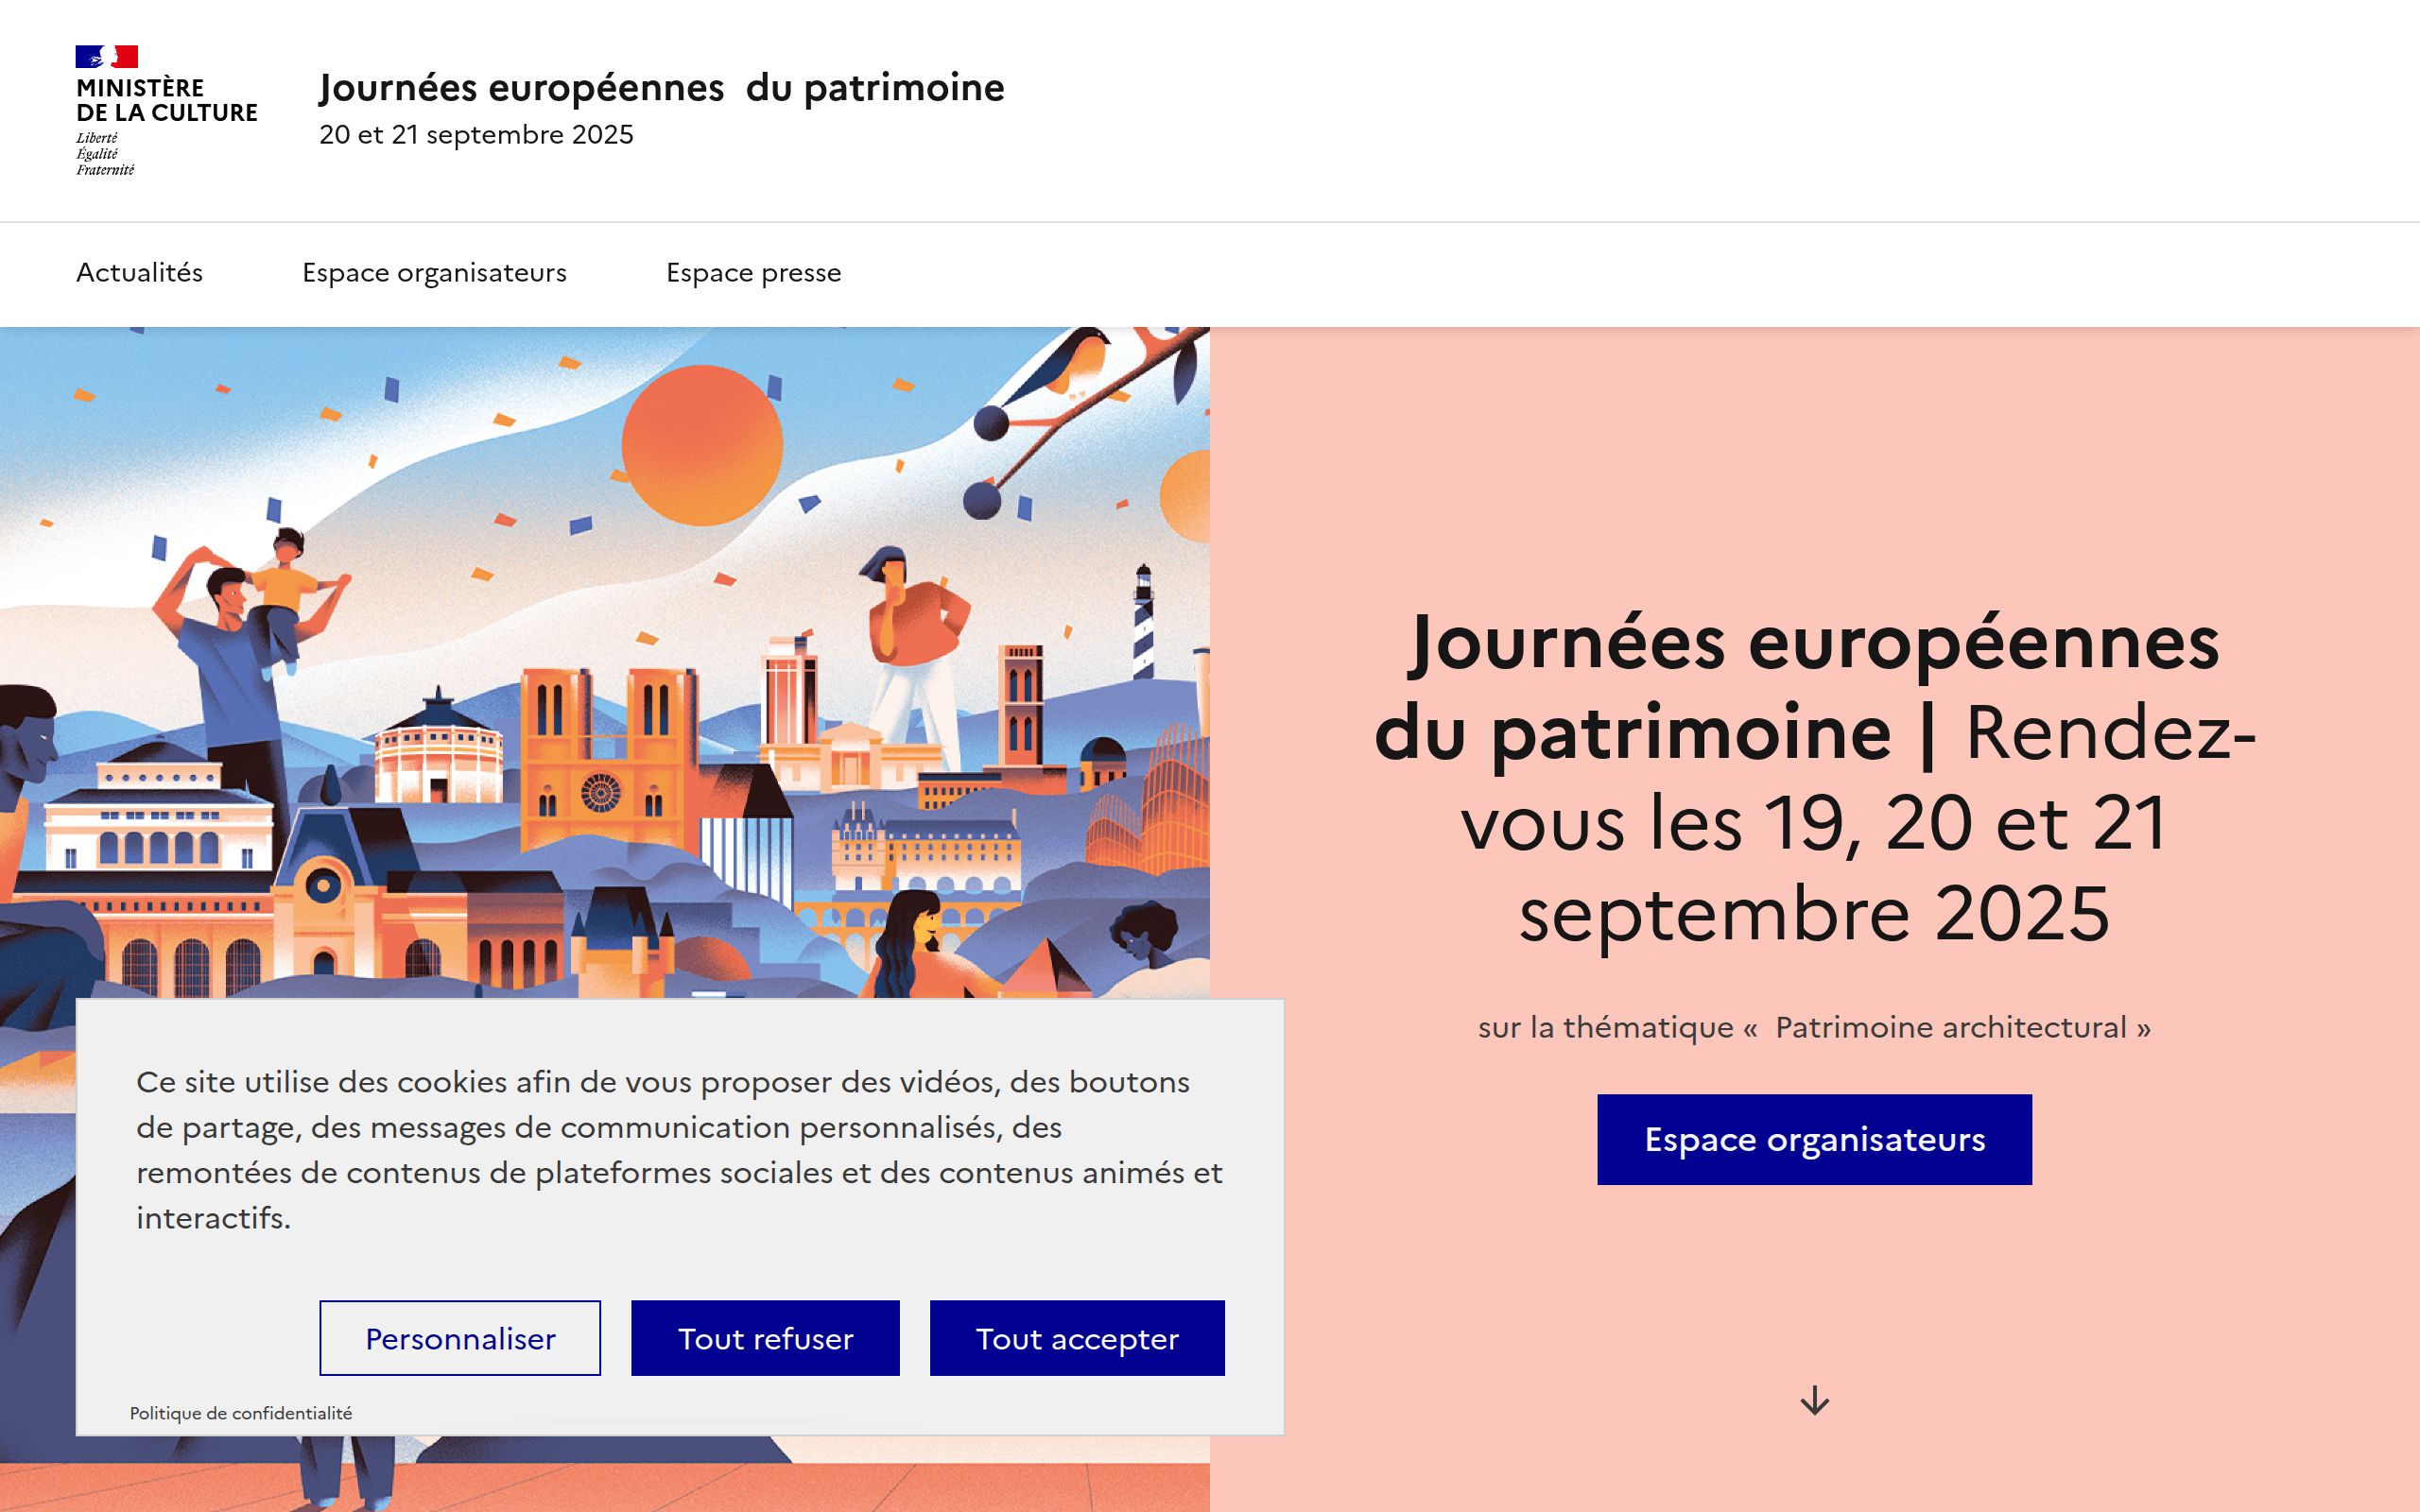 MINISTÈRE
DE LA CULTURE
Liberté
Égalité
Fraternité
Journées européennes  du patrimoine
20 et 21 septembre 2025
Actualités
Espace organisateurs
Espace presse
Journées européennes
du patrimoine | Rendez-
vous les 19, 20 et 21
septembre 2025
sur la thématique «  Patrimoine architectural »
Espace organisateurs
Ce site utilise des cookies afin de vous proposer des vidéos, des boutons
de partage, des messages de communication personnalisés, des
remontées de contenus de plateformes sociales et des contenus animés et
interactifs.
Personnaliser
Tout refuser
Tout accepter
Politique de confidentialité